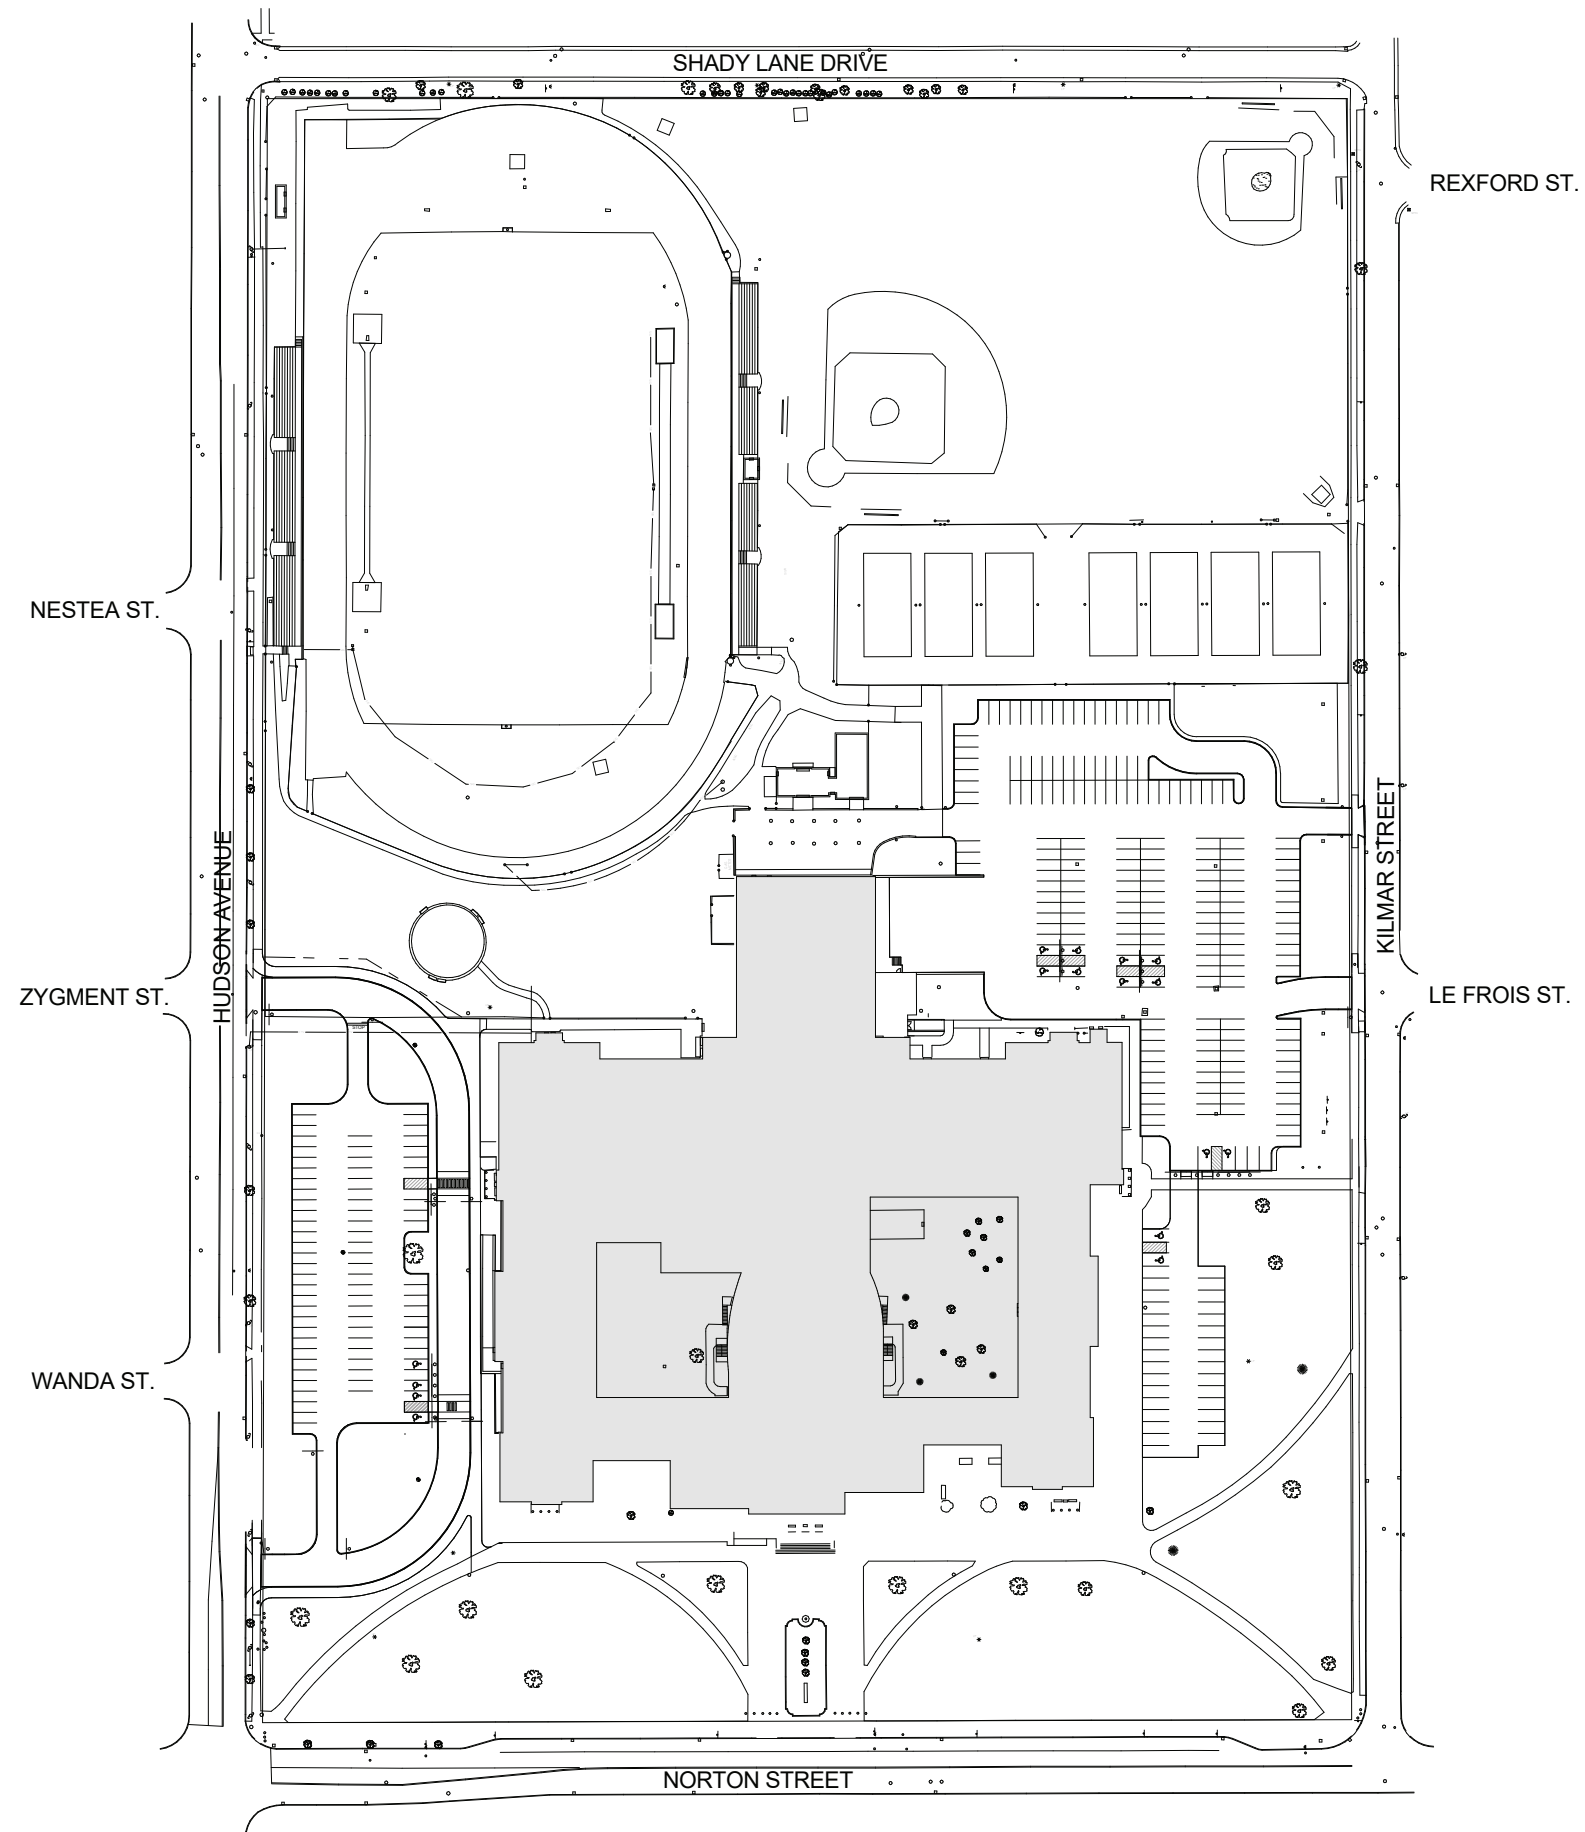 SHADY LANE DRIVE
REXFORD ST.
NESTEA ST.
KILMAR STREET
HUDSON AVENUE
ZYGMENT ST.
LE FROIS ST.
STOP
WANDA ST.
NORTON STREET